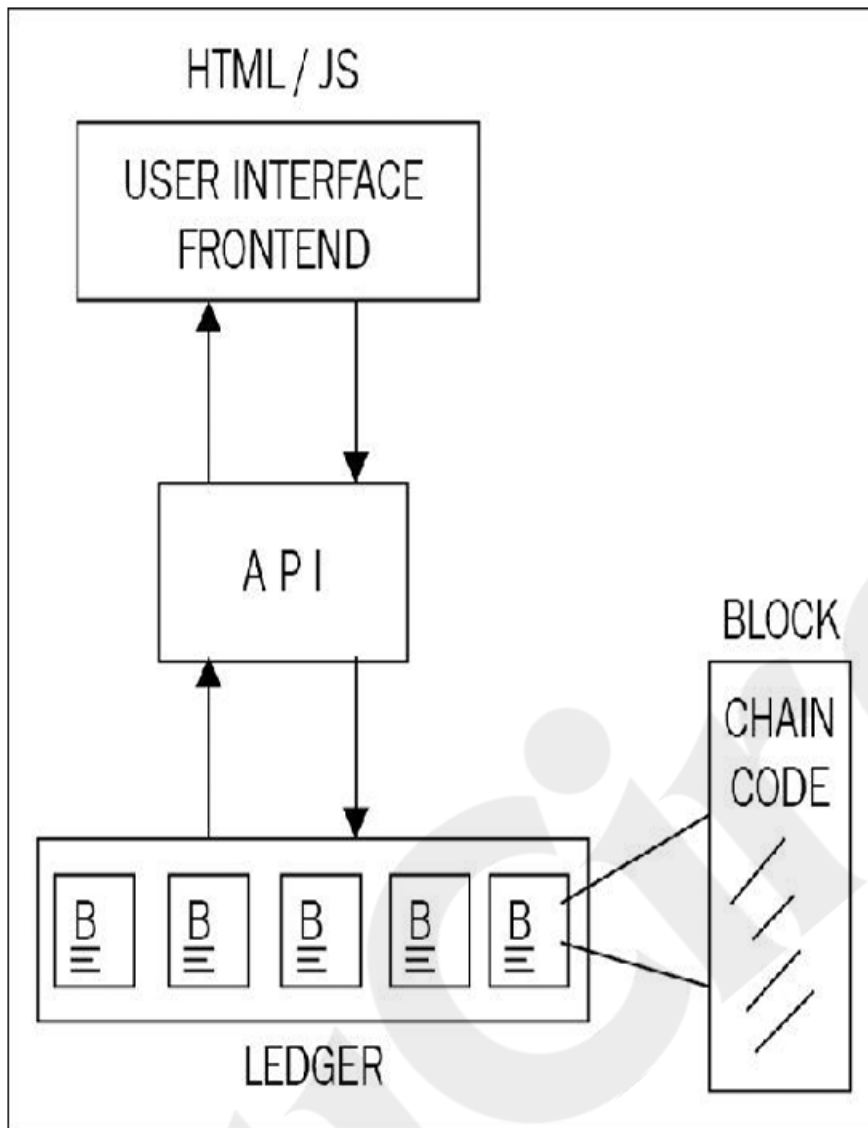 HTML / JS
USER INTERFACE
FRONTEND
A P I
BLOCK
CHAIN
CODE
B B B B B
LEDGER